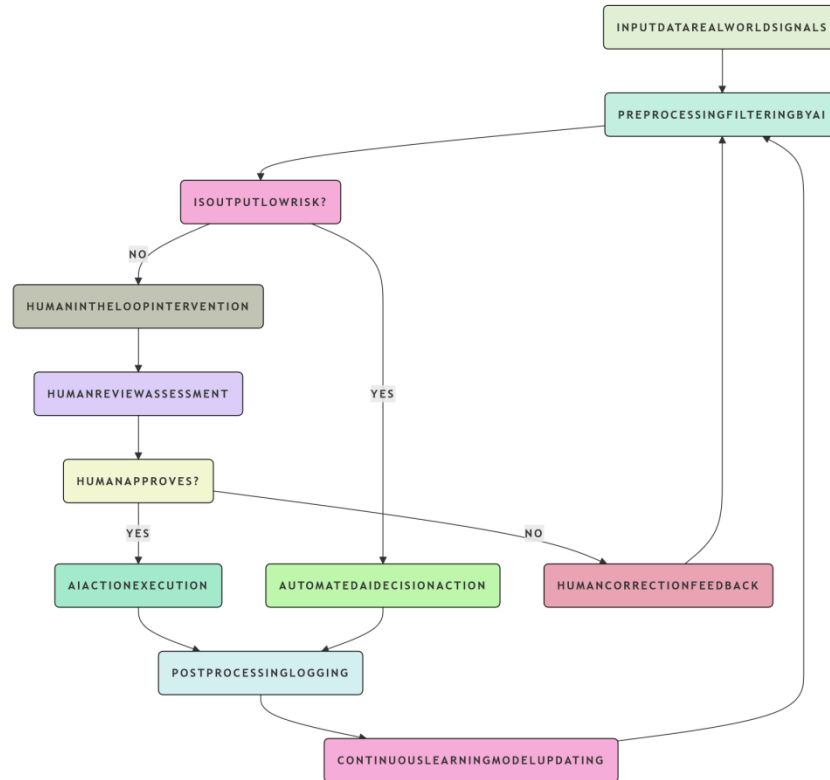 INPUTDATAREALWORLDSIGNALS
PREPROCESSINGFILTERINGBYAI
ISOUTPUTLOWRISK?
NO
HUMANINTHELOOPINTERVENTION
HUMANREVIEWASSESSMENT
YES
HUMANAPPROVES?
YES
NO
AIACTIONEXECUTION
AUTOMATEDAIDECISIONACTION
HUMANCORRECTIONFEEDBACK
POSTPROCESSINGLOGGING
CONTINUOUSLEARNINGMODELUPDATING